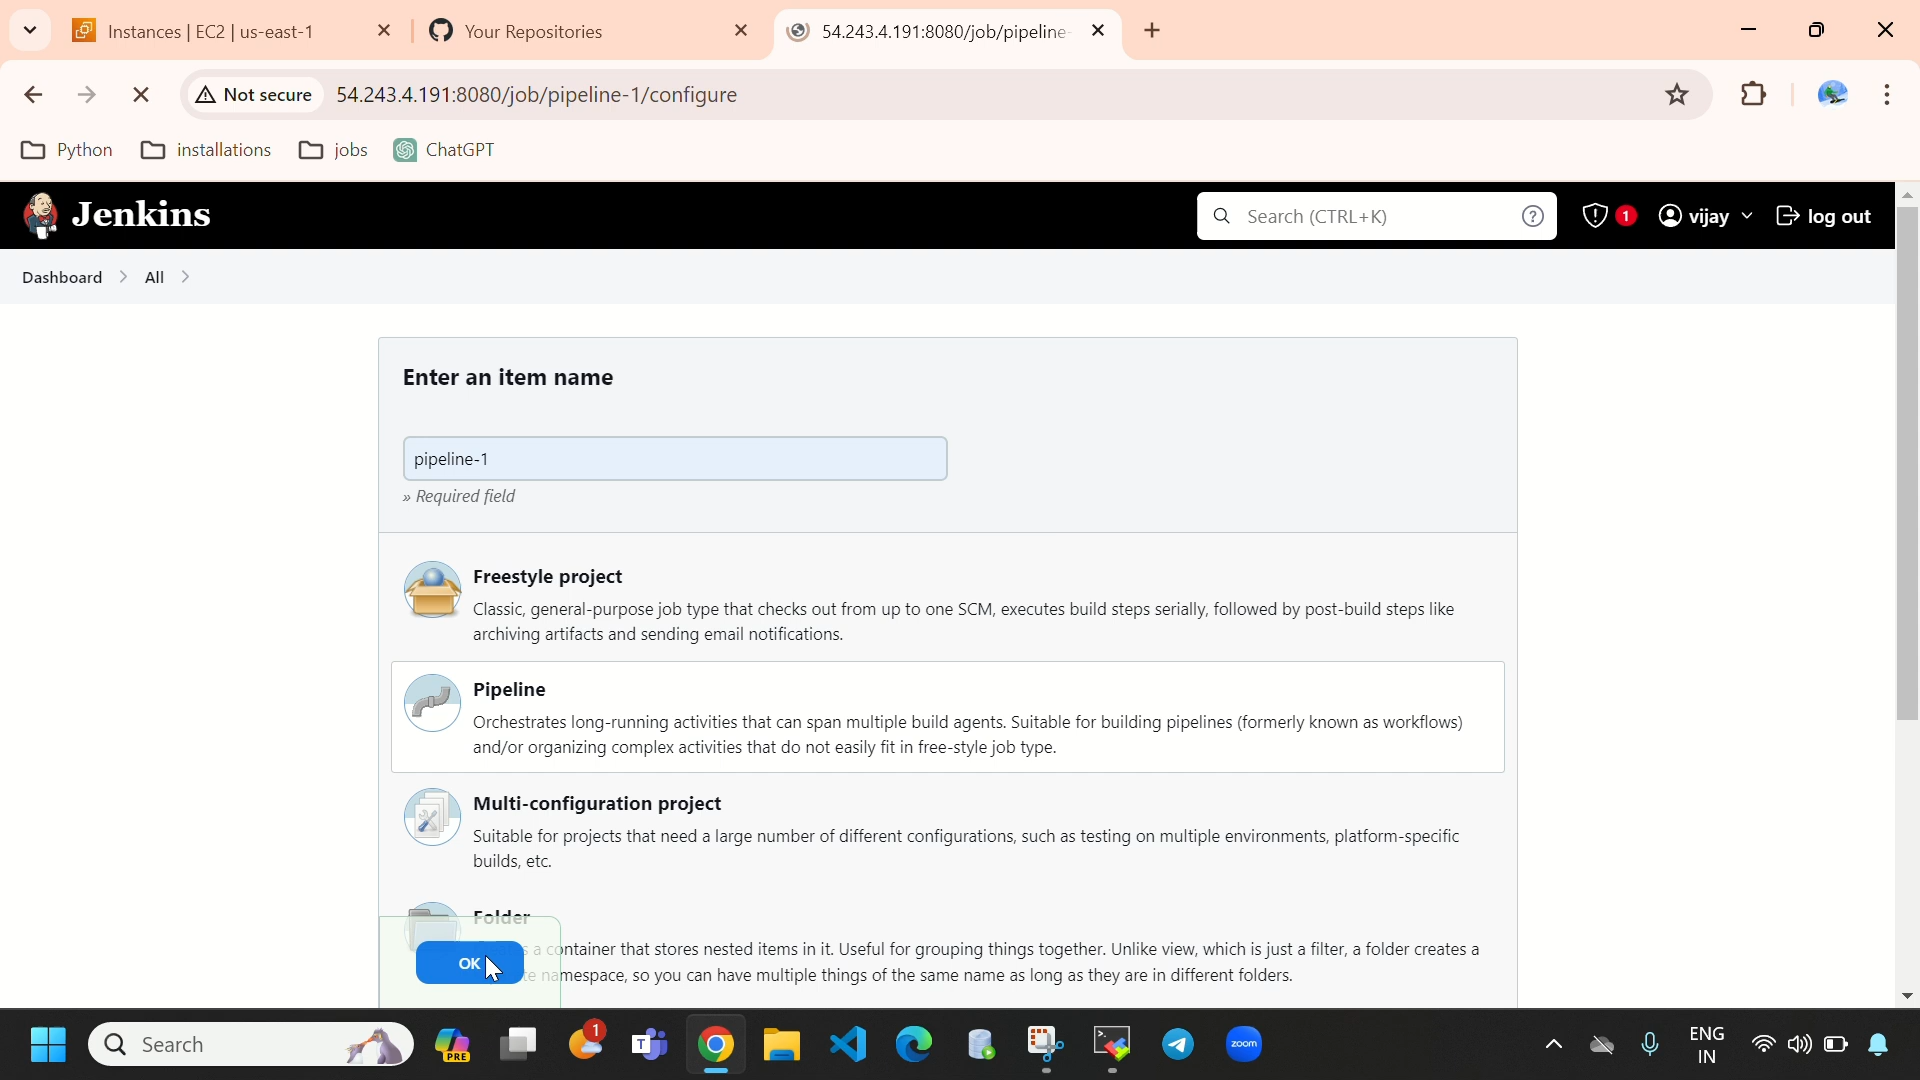 Instances | EC2 | us-east-1
Your Repositories
54.243.4.191:8080/job/pipeline-
Not secure
54.243.4.191:8080/job/pipeline-1/configure
Python
installations
jobs
ChatGPT
Jenkins
Search (CTRL+K)
1
vijay
log out
Dashboard
All
Enter an item name
pipeline-1
» Required field
Freestyle project
Classic, general-purpose job type that checks out from up to one SCM, executes build steps serially, followed by post-build steps like
archiving artifacts and sending email notifications.
Pipeline
Orchestrates long-running activities that can span multiple build agents. Suitable for building pipelines (formerly known as workflows)
and/or organizing complex activities that do not easily fit in free-style job type.
Multi-configuration project
Suitable for projects that need a large number of different configurations, such as testing on multiple environments, platform-specific
builds, etc.
Folder
s a container that stores nested items in it. Useful for grouping things together. Unlike view, which is just a filter, a folder creates a
te namespace, so you can have multiple things of the same name as long as they are in different folders.
OK
Search
PRE
1
T
zoom
ENG
IN